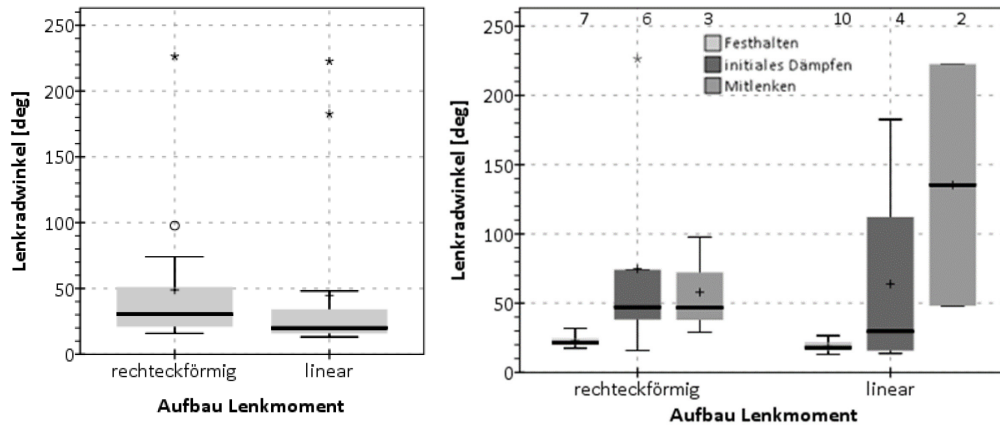 250
200
150
100
50
0
Lenkradwinkel [deg]
rechteckförmig linear
Aufbau Lenkmoment
7 6 3 10 4 2
250
200
150
100
50
0
Lenkradwinkel [deg]
Festhalten
initiales Dämpfen
Mitlenken
rechteckförmig linear
Aufbau Lenkmoment